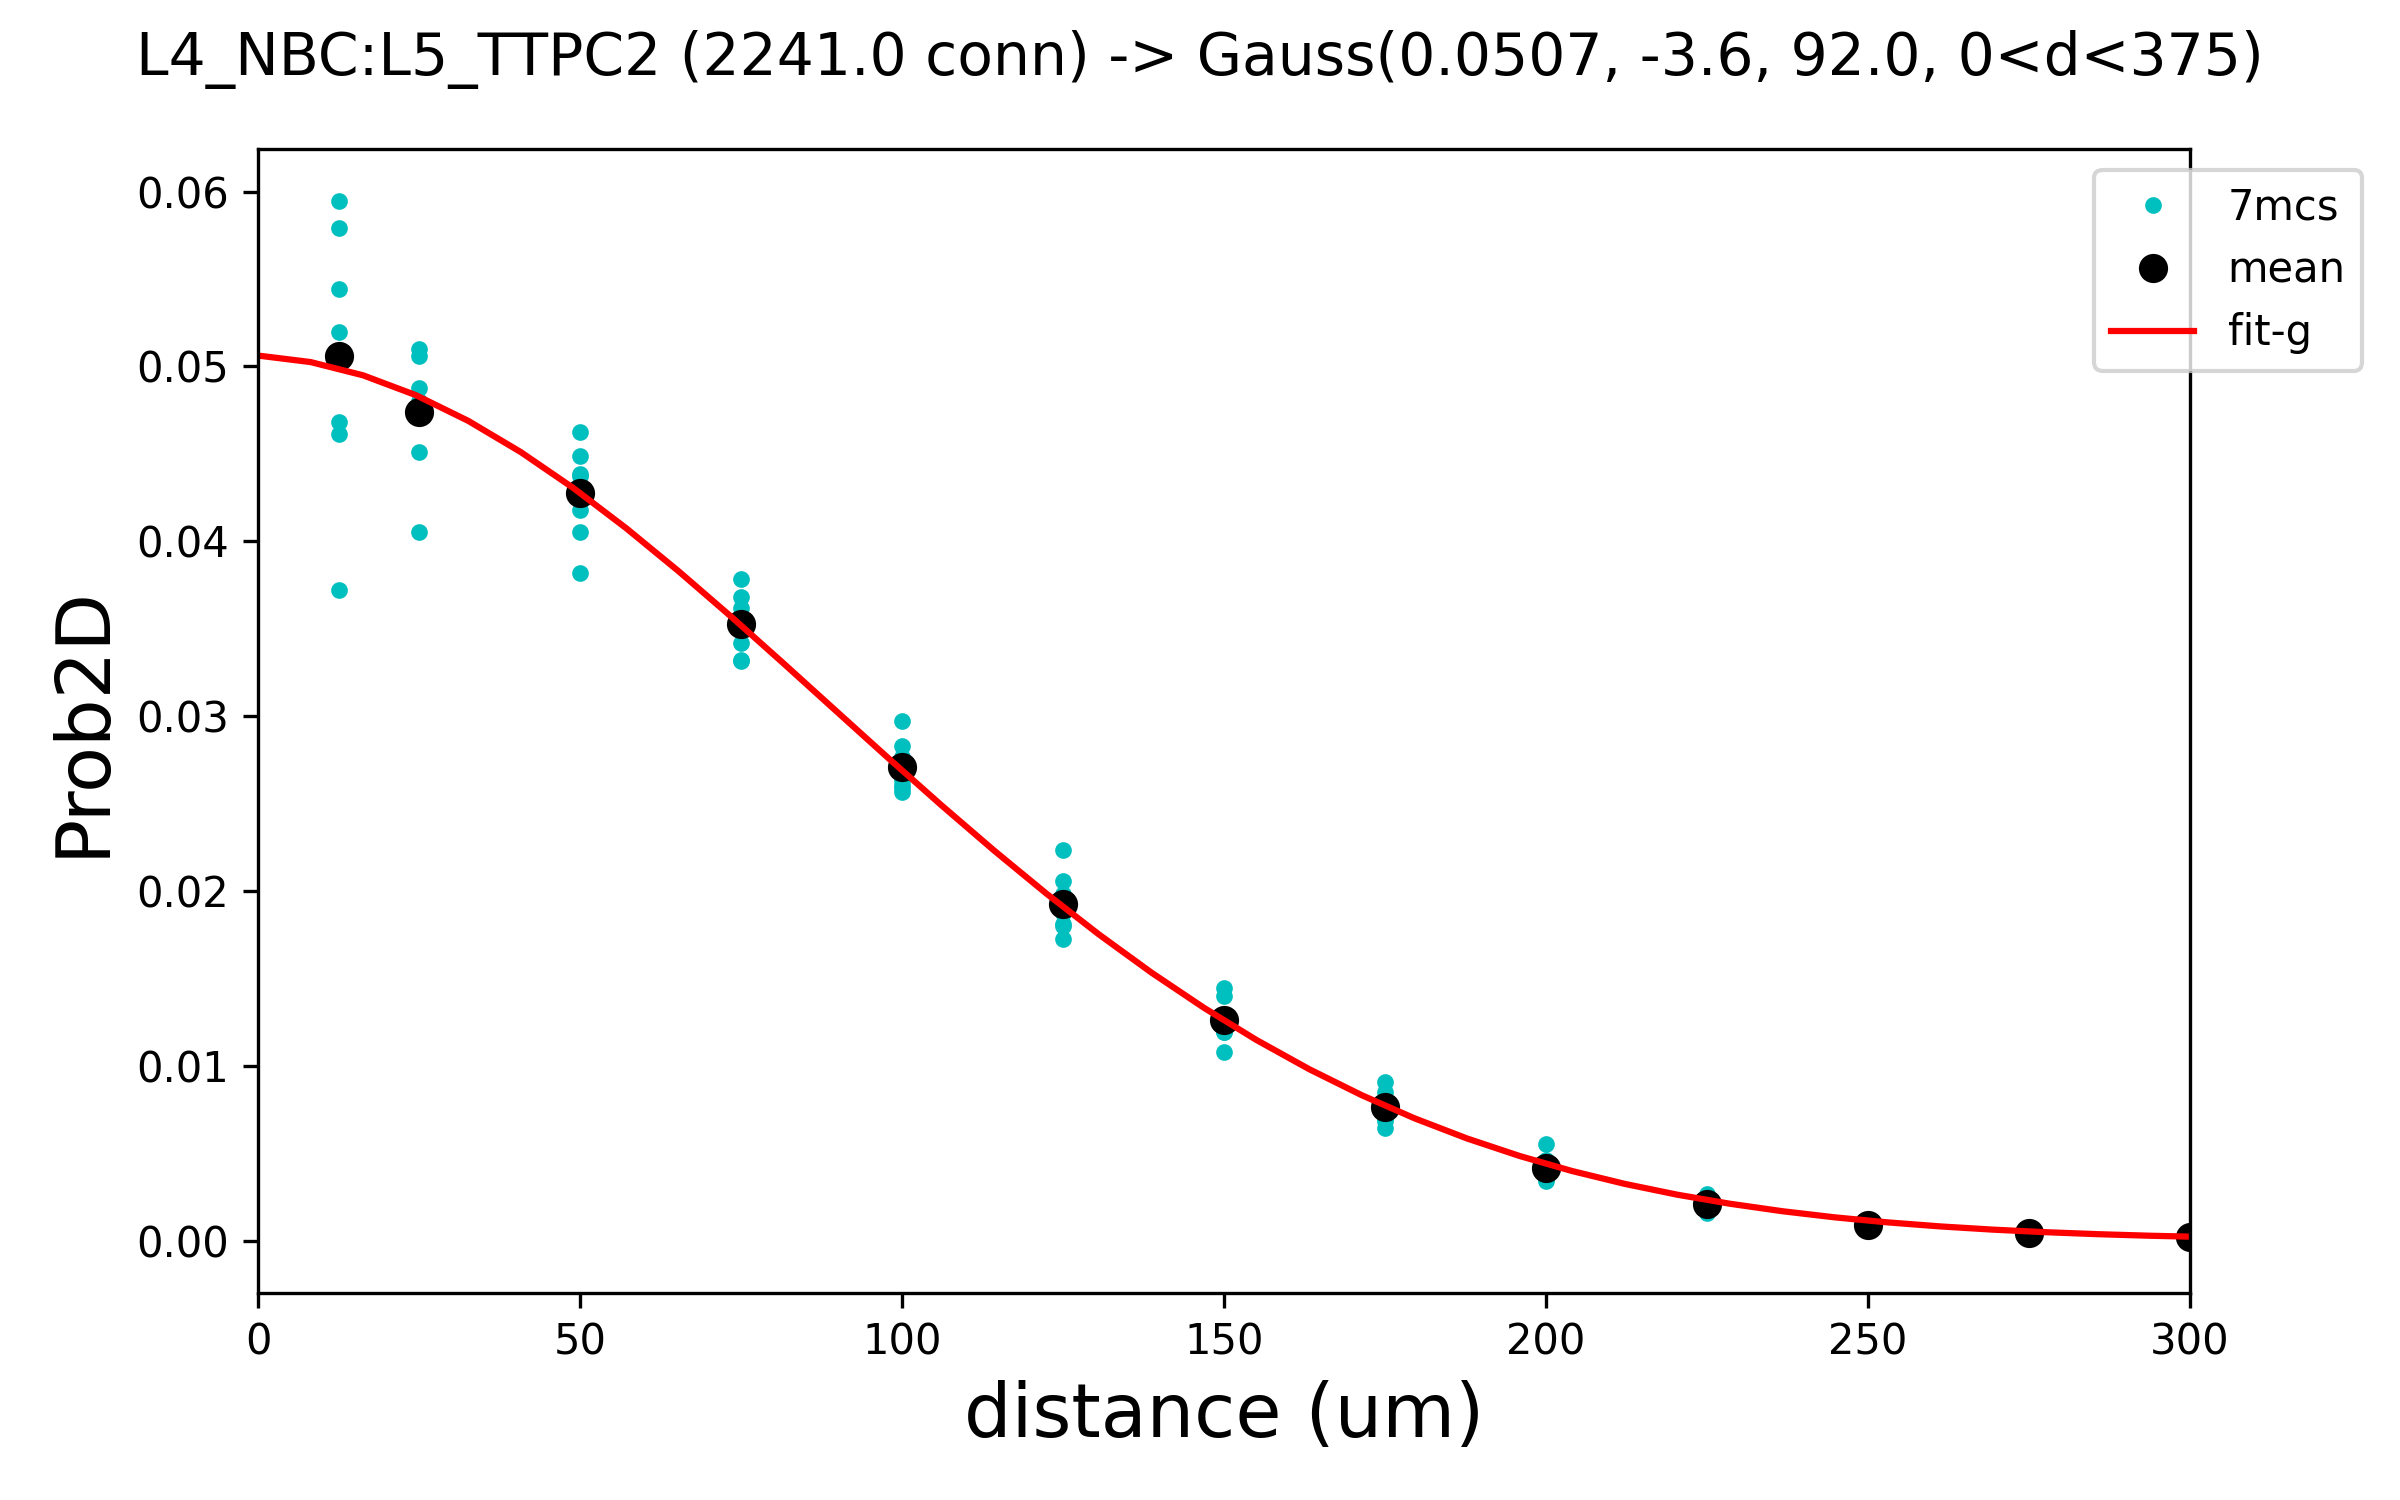 L4_NBC:L5_TTPC2 (2241.0 conn) -> Gauss(0.0507, -3.6, 92.0, 0<d<375)
7mcs
mean
fit-g
0.06
0.05
0.04
0.03
0.02
0.01
0.00
Prob2D
0 50 100 150 200 250 300
distance (um)